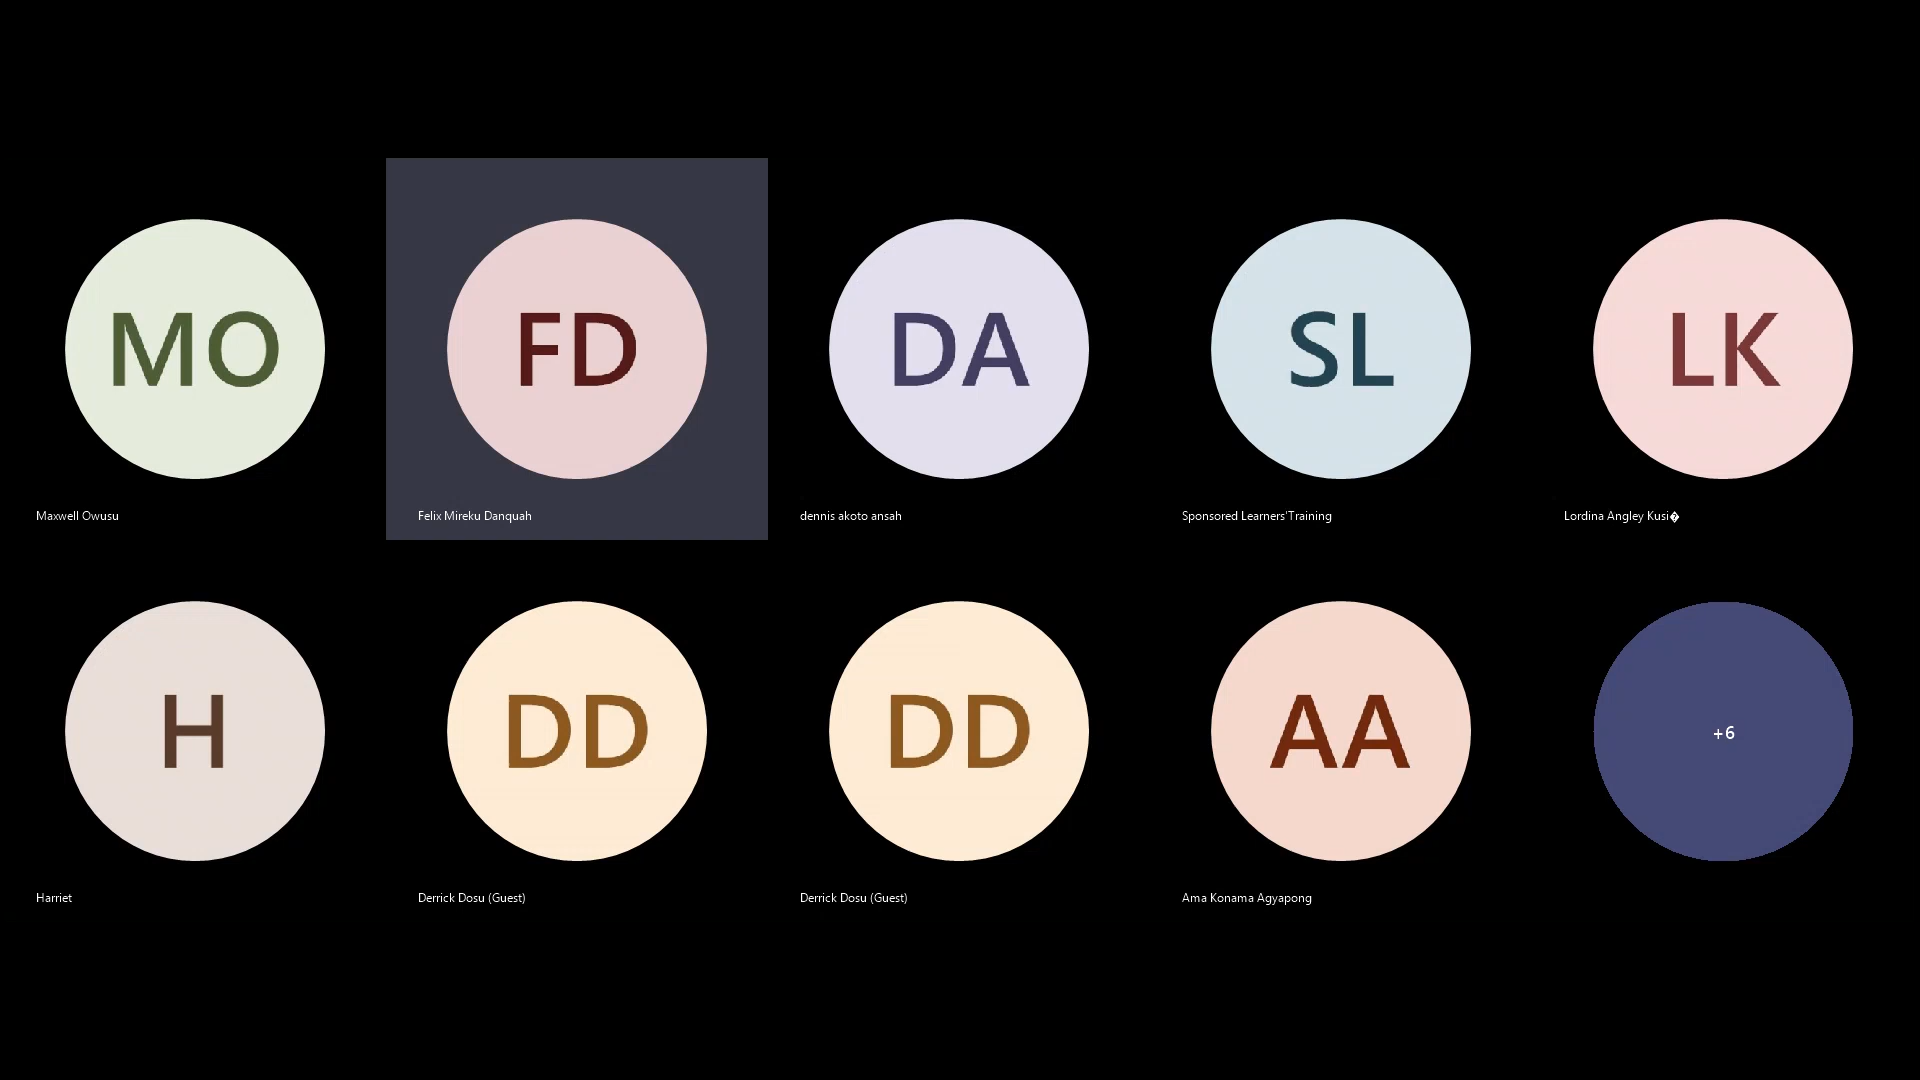 MO
FD
DA
SL
LK
Maxwell Owusu
Felix Mireku Danquah
dennis akoto ansah
Sponsored Learners'Training
Lordina Angley Kusi�
H
DD
DD
AA
+6
Harriet
Derrick Dosu (Guest)
Derrick Dosu (Guest)
Ama Konama Agyapong